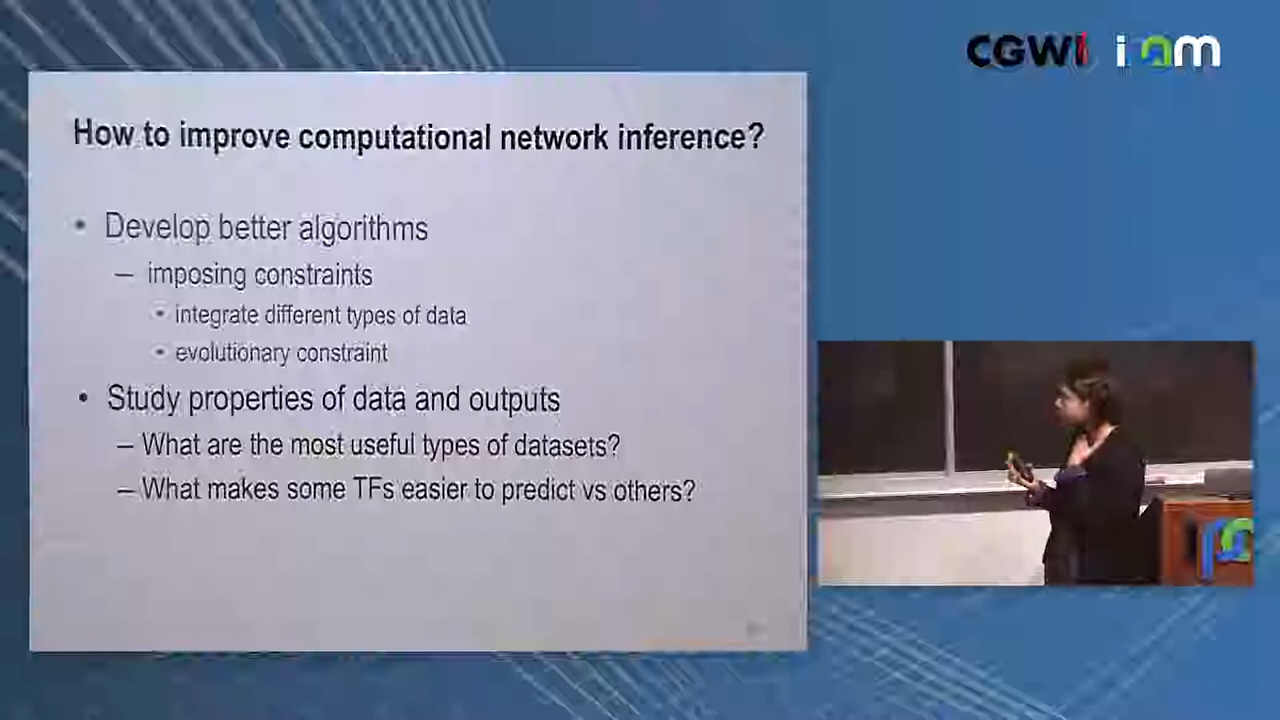 CGWI
How to improve computational network inference?
• Develop better algorithms
– imposing constraints
• integrate different types of data
• evolutionary constraint
• Study properties of data and outputs
– What are the most useful types of datasets?
– What makes some TFs easier to predict vs others?